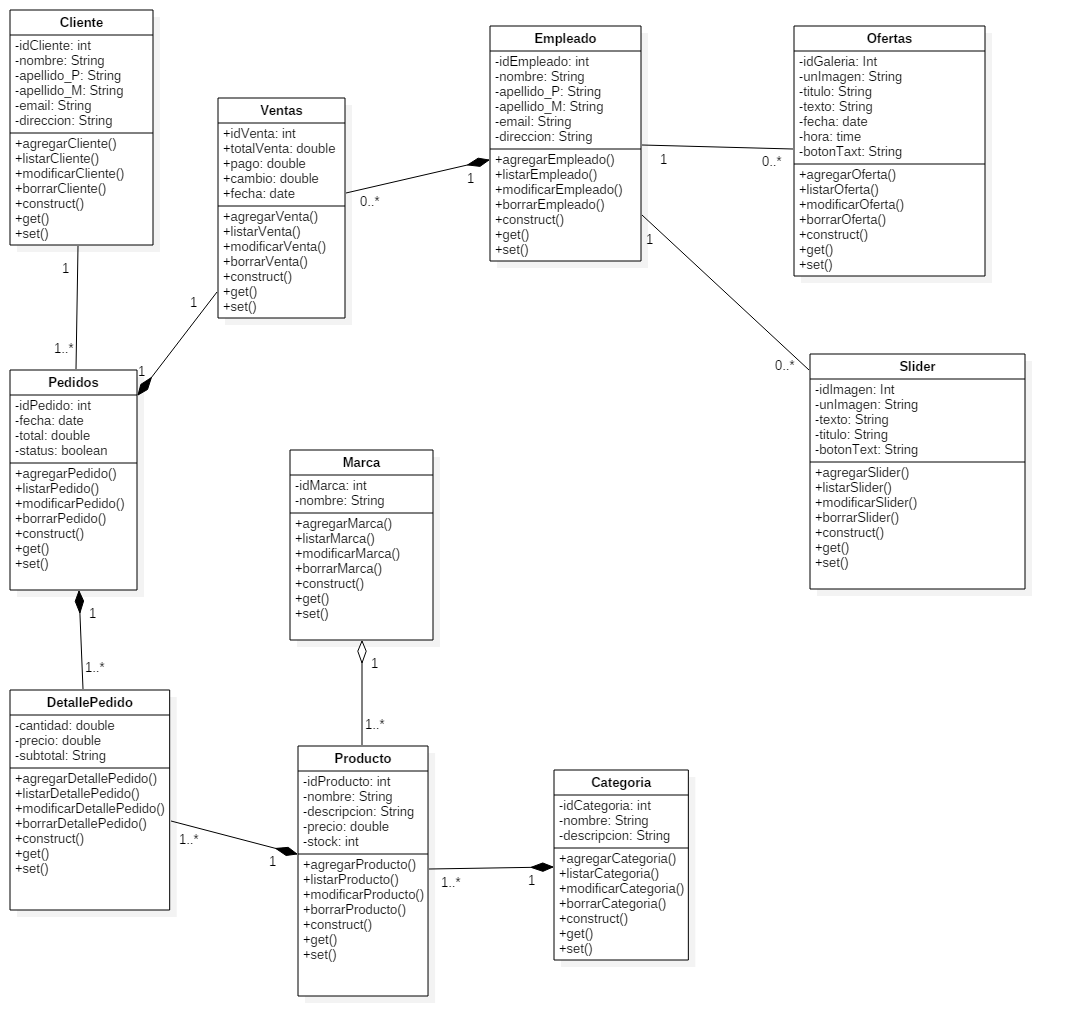 Cliente
-idCliente: int
-nombre: String
-apellido_P: String
-apellido_M: String
-email: String
-direccion: String
+agregarCliente()
+listarCliente()
+modificarCliente()
+borrarCliente()
+construct()
+get()
+set()
1
1..*
Ventas
+idVenta: int
+totalVenta: double
+pago: double
+cambio: double
+fecha: date
+agregarVenta()
+listarVenta()
+modificarVenta()
+borrarVenta()
+construct()
+get()
+set()
0..*
1
1
1
Empleado
-idEmpleado: int
-nombre: String
-apellido_P: String
-apellido_M: String
-email: String
-direccion: String
+agregarEmpleado()
+listarEmpleado()
+modificarEmpleado()
+borrarEmpleado()
+construct()
+get()
+set()
1
0..*
1
0..*
Ofertas
-idGaleria: Int
-unImagen: String
-titulo: String
-texto: String
-fecha: date
-hora: time
-botonTaxt: String
+agregarOferta()
+listarOferta()
+modificarOferta()
+borrarOferta()
+construct()
+get()
+set()
Slider
-idImagen: Int
-unImagen: String
-texto: String
-titulo: String
-botonText: String
+agregarSlider()
+listarSlider()
+modificarSlider()
+borrarSlider()
+construct()
+get()
+set()
Pedidos
-idPedido: int
-fecha: date
-total: double
-status: boolean
+agregarPedido()
+listarPedido()
+modificarPedido()
+borrarPedido()
+construct()
+get()
+set()
1
1..*
Marca
-idMarca: int
-nombre: String
+agregarMarca()
+listarMarca()
+modificarMarca()
+borrarMarca()
+construct()
+get()
+set()
1
1..*
DetallePedido
-cantidad: double
-precio: double
-subtotal: String
+agregarDetallePedido()
+listarDetallePedido()
+modificarDetallePedido()
+borrarDetallePedido()
+construct()
+get()
+set()
1..*
1
Producto
-idProducto: int
-nombre: String
-descripcion: String
-precio: double
-stock: int
+agregarProducto()
+listarProducto()
+modificarProducto()
+borrarProducto()
+construct()
+get()
+set()
1..*
1
Categoria
-idCategoria: int
-nombre: String
-descripcion: String
+agregarCategoria()
+listarCategoria()
+modificarCategoria()
+borrarCategoria()
+construct()
+get()
+set()